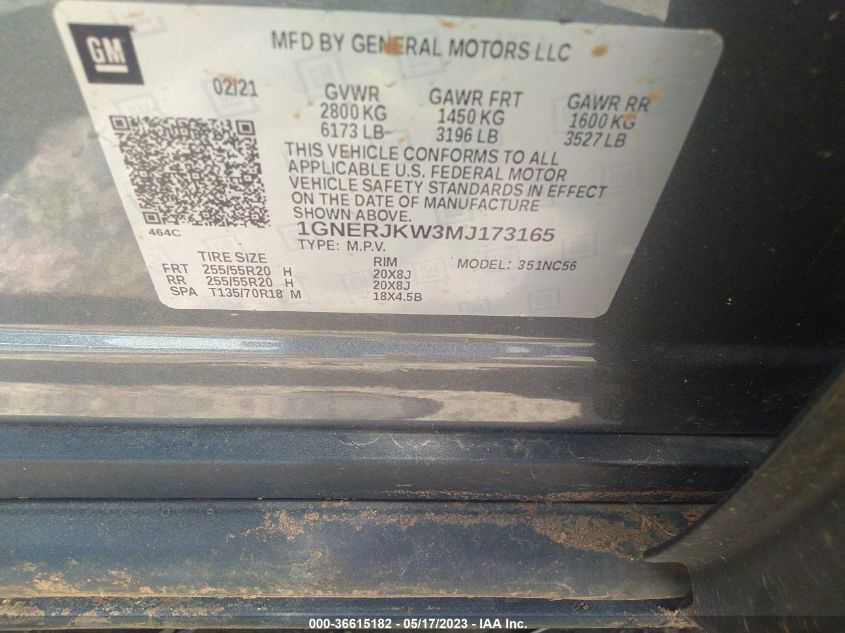 GM
MFD BY GENERAL MOTORS LLC
02/21
GVWR GAWR FRT GAWR RR
2800 KG 1450 KG 1600 KG
6173 LB 3196 LB 3527 LB
THIS VEHICLE CONFORMS TO ALL
APPLICABLE U.S. FEDERAL MOTOR
VEHICLE SAFETY STANDARDS IN EFFECT
ON THE DATE OF MANUFACTURE
SHOWN ABOVE.
464C
1GNERJKW3MJ173165
TYPE: M.P.V.
TIRE SIZE RIM MODEL: 351NC56
FRT 255/55R20 H 20X8J
RR 255/55R20 H 20X8J
SPA T135/70R18 M 18X4.5B
000-36615182 - 05/17/2023 - IAA Inc.